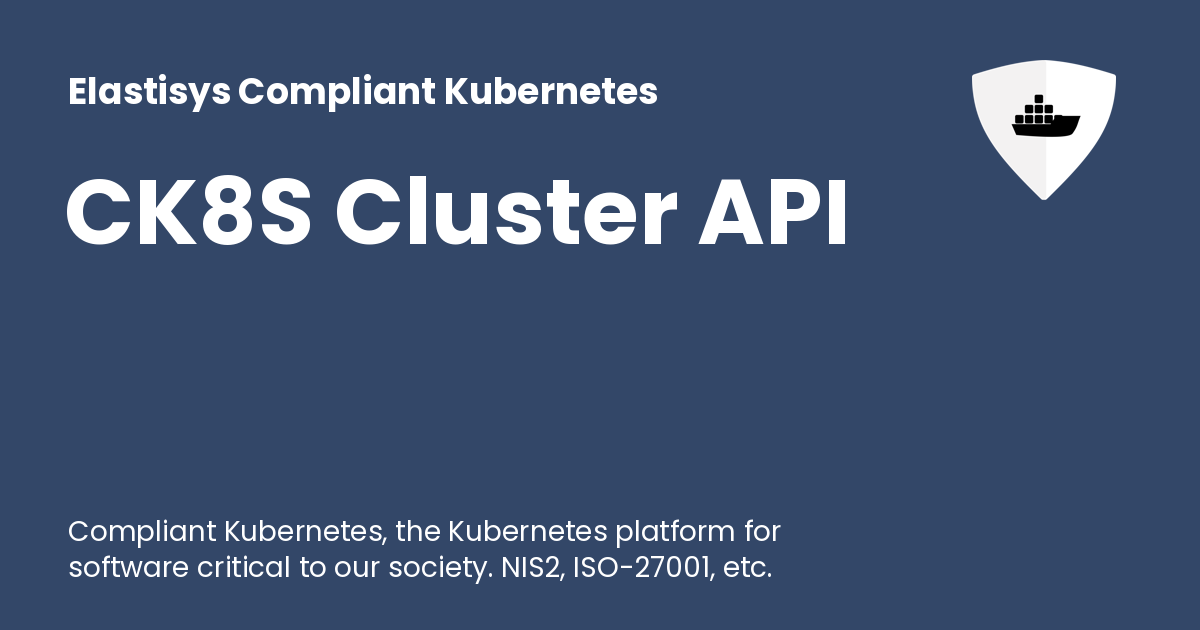 Elastisys Compliant Kubernetes
CK8S Cluster API
Compliant Kubernetes, the Kubernetes platform for
software critical to our society. NIS2, ISO-27001, etc.